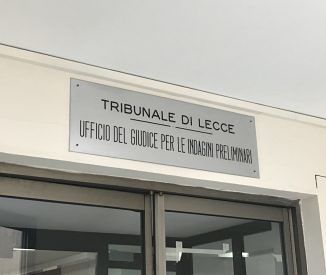 TRIBUNALE DI LECCE
UFFICIO DEL GIUDICE PER LE INDAGINI PRELIMINARI